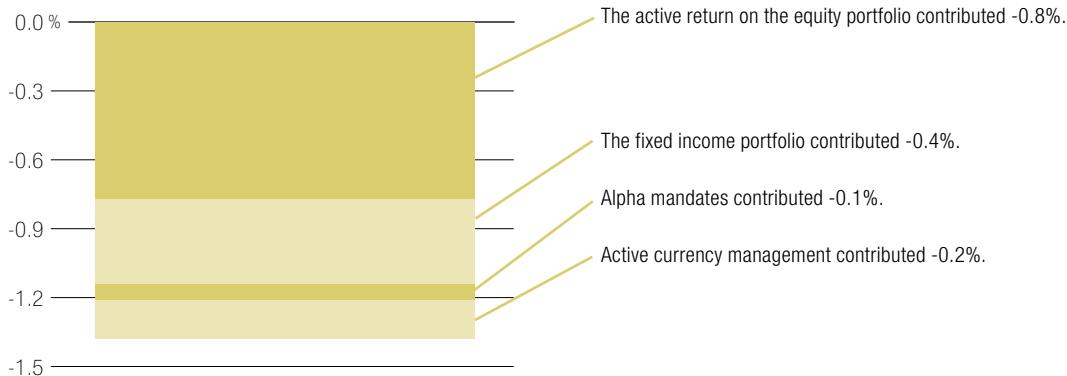 0.0 %
The active return on the equity portfolio contributed -0.8%.
-0.3
The fixed income portfolio contributed -0.4%.
-0.6
Alpha mandates contributed -0.1%.
-0.9
Active currency management contributed -0.2%.
-1.2
-1.5